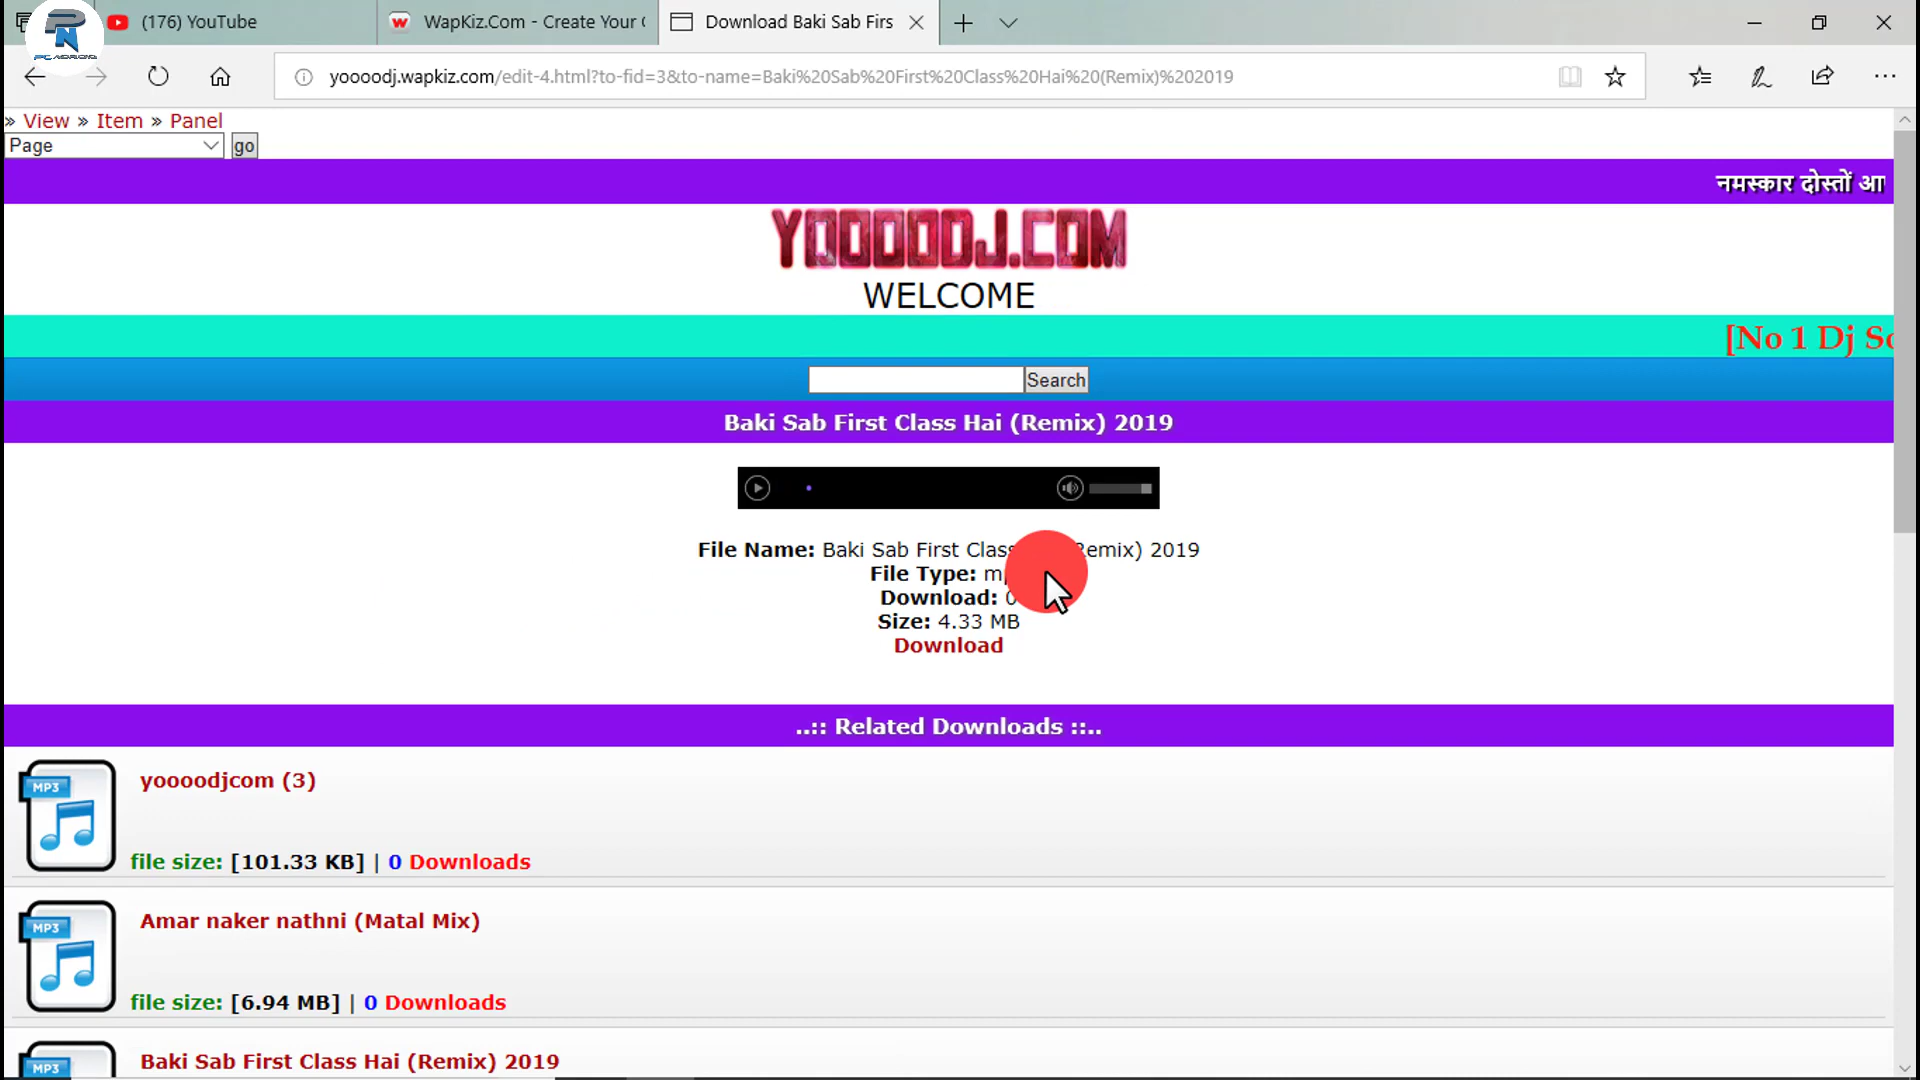 (176) YouTube
WapKiz.Com - Create Your
Download Baki Sab Firs
yoooodj.wapkiz.com/edit-4.html?to-fid=3&to-name=Baki%20Sab%20First%20Class%20Hai%20(Remix)%202019
» View » Item » Panel
Page
go
नमस्कार दोस्तों आ
YOOOODJ.COM
WELCOME
[No 1 Dj So
Search
Baki Sab First Class Hai (Remix) 2019
File Name: Baki Sab First Class Remix) 2019
File Type:
Download: 0
Size: 4.33 MB
Download
..:: Related Downloads ::..
MP3
yoooodjcom (3)
file size: [101.33 KB] | 0 Downloads
MP3
Amar naker nathni (Matal Mix)
file size: [6.94 MB] | 0 Downloads
MP3
Baki Sab First Class Hai (Remix) 2019